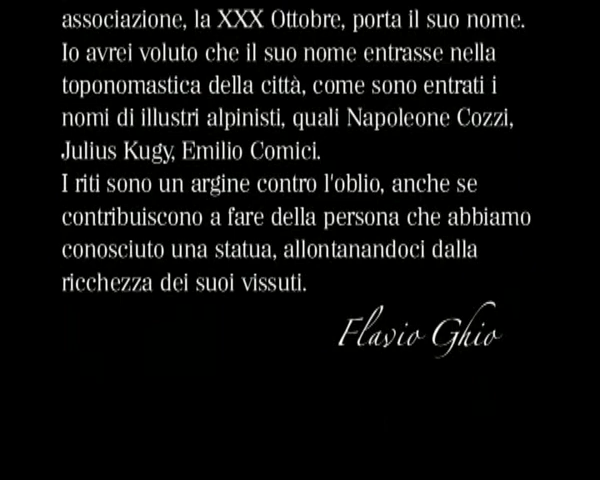 associazione, la XXX Ottobre, porta il suo nome.
Io avrei voluto che il suo nome entrasse nella
toponomastica della città, come sono entrati i
nomi di illustri alpinisti, quali Napoleone Cozzi,
Julius Kugy, Emilio Comici.
I riti sono un argine contro l'oblio, anche se
contribuiscono a fare della persona che abbiamo
conosciuto una statua, allontanandoci dalla
ricchezza dei suoi vissuti.
Flavio Ghio